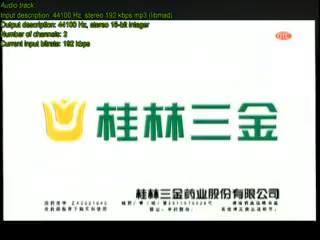 Audio track:
Input description: 44100 Hz, stereo 192 kbps mp3 (libmad)
Output description: 44100 Hz, stereo 16-bit integer
Number of channels: 2
Current input bitrate: 192 kbps
OTC
桂林三金
桂林三金药业股份有限公司